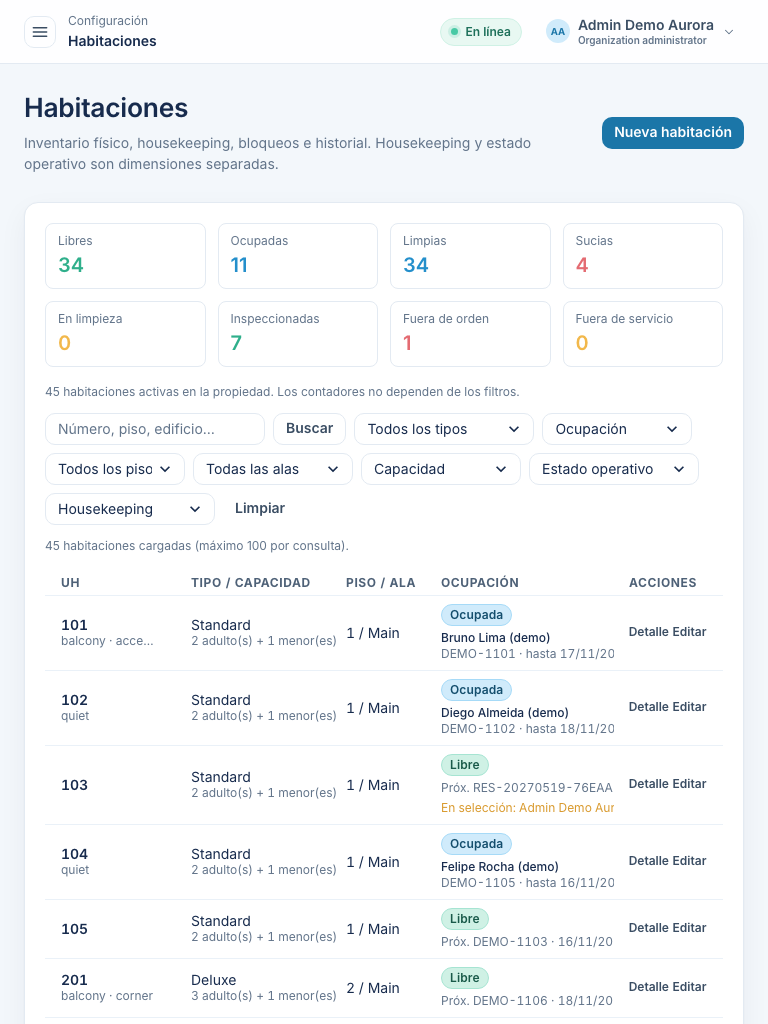 Configuración
Habitaciones
En línea
AA
Admin Demo Aurora
Organization administrator
Habitaciones
Inventario físico, housekeeping, bloqueos e historial. Housekeeping y estado
operativo son dimensiones separadas.
Nueva habitación
Libres
34
Ocupadas
11
Limpias
34
Sucias
4
En limpieza
0
Inspeccionadas
7
Fuera de orden
1
Fuera de servicio
0
45 habitaciones activas en la propiedad. Los contadores no dependen de los filtros.
Número, piso, edificio...
Buscar
Todos los tipos
Ocupación
Todos los piso
Todas las alas
Capacidad
Estado operativo
Housekeeping
Limpiar
45 habitaciones cargadas (máximo 100 por consulta).
UH TIPO / CAPACIDAD PISO / ALA OCUPACIÓN ACCIONES
101
balcony · acce...
Standard
2 adulto(s) + 1 menor(es)
1 / Main
Ocupada
Bruno Lima (demo)
DEMO-1101 · hasta 17/11/20
Detalle Editar
102
quiet
Standard
2 adulto(s) + 1 menor(es)
1 / Main
Ocupada
Diego Almeida (demo)
DEMO-1102 · hasta 18/11/20
Detalle Editar
103
Standard
2 adulto(s) + 1 menor(es)
1 / Main
Libre
Próx. RES-20270519-76EAA
En selección: Admin Demo Aur
Detalle Editar
104
quiet
Standard
2 adulto(s) + 1 menor(es)
1 / Main
Ocupada
Felipe Rocha (demo)
DEMO-1105 · hasta 16/11/20
Detalle Editar
105
Standard
2 adulto(s) + 1 menor(es)
1 / Main
Libre
Próx. DEMO-1103 · 16/11/20
Detalle Editar
201
balcony · corner
Deluxe
3 adulto(s) + 1 menor(es)
2 / Main
Libre
Próx. DEMO-1106 · 18/11/20
Detalle Editar